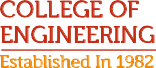 COLLEGE OF
ENGINEERING
Established In 1982